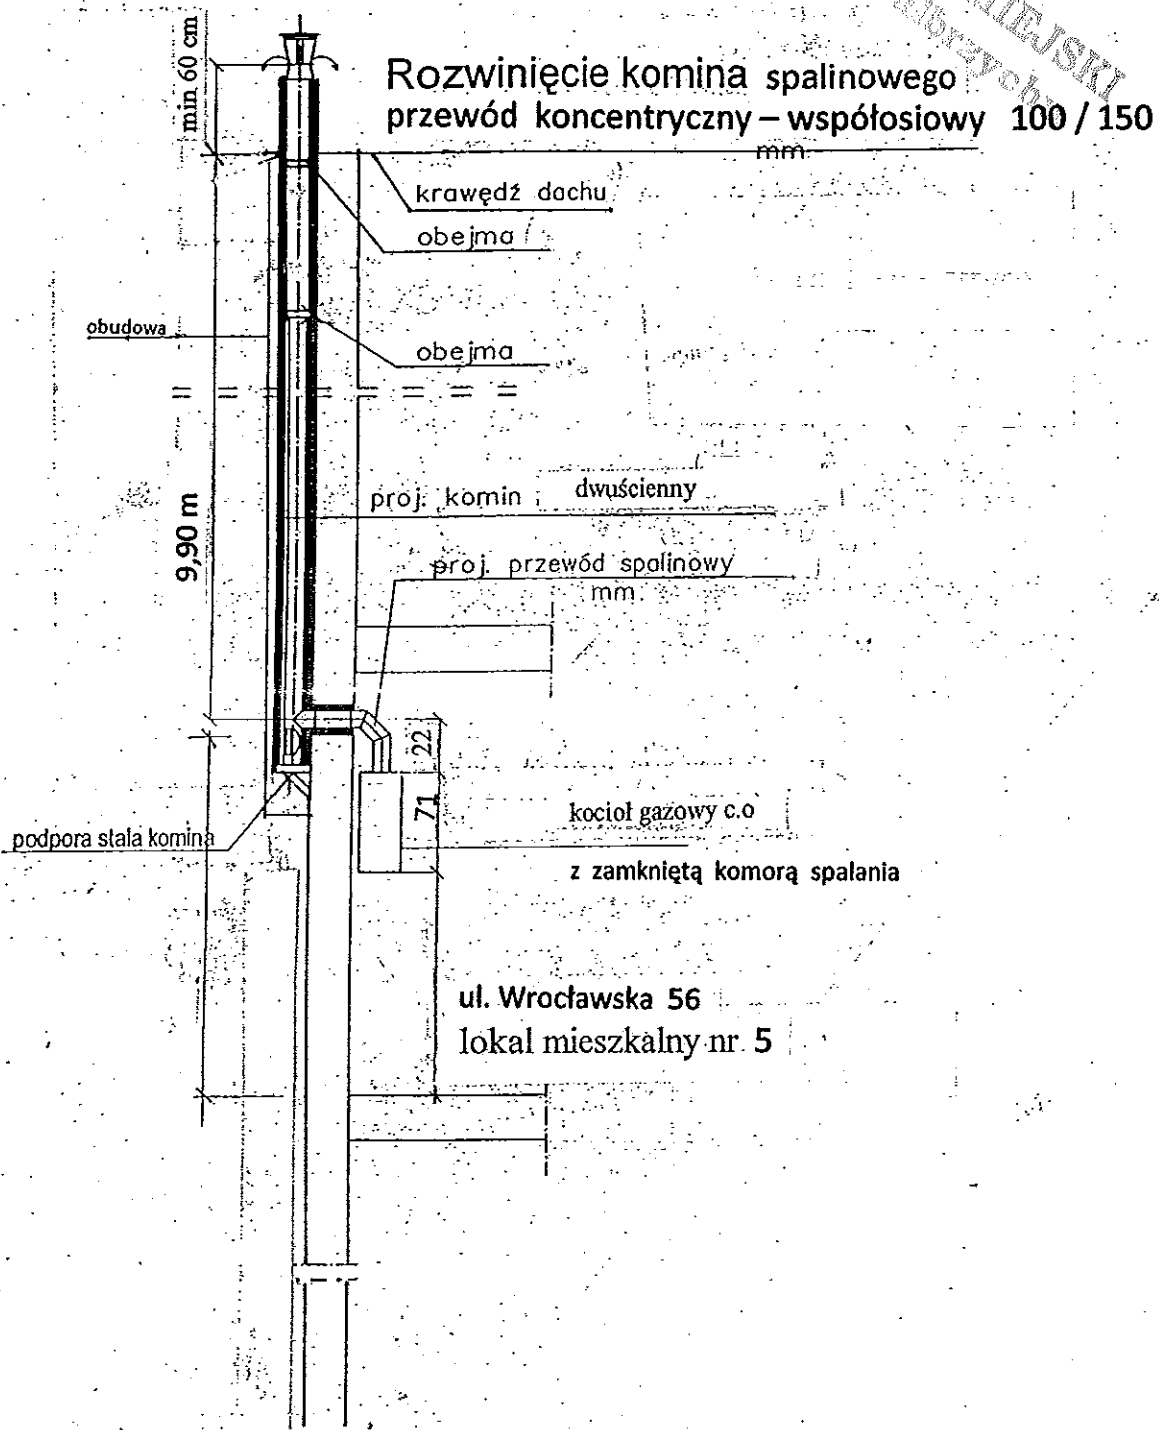 MIEJSKI
min 60 cm
Rozwinięcie komina spalinowego
przewód koncentryczny – współosiowy 100 / 150
mm
krawędź dachu
obejma
obudowa
obejma
proj. komin dwuścienny
9,90 m
proj. przewód spalinowy
mm.
22
71
kocioł gazowy c.o
podpora stala komina
z zamkniętą komorą spalania
ul. Wrocławska 56
lokal mieszkalny nr. 5